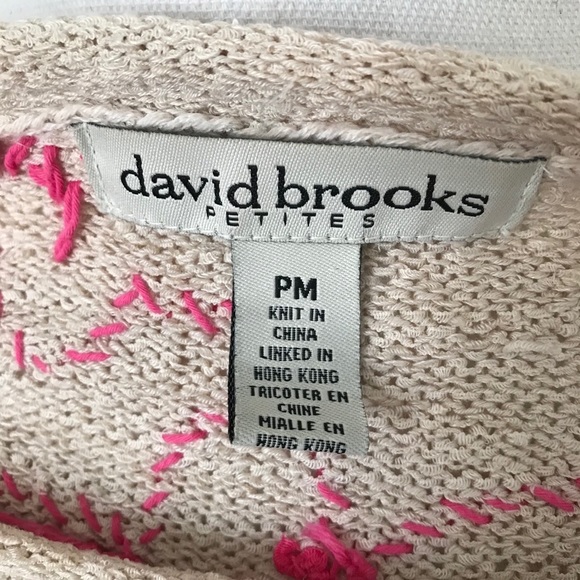 david brooks
PETITES
PM
KNIT IN
CHINA
LINKED IN
HONG KONG
TRICOTER EN
CHINE
MIALLE EN
HONG KONG